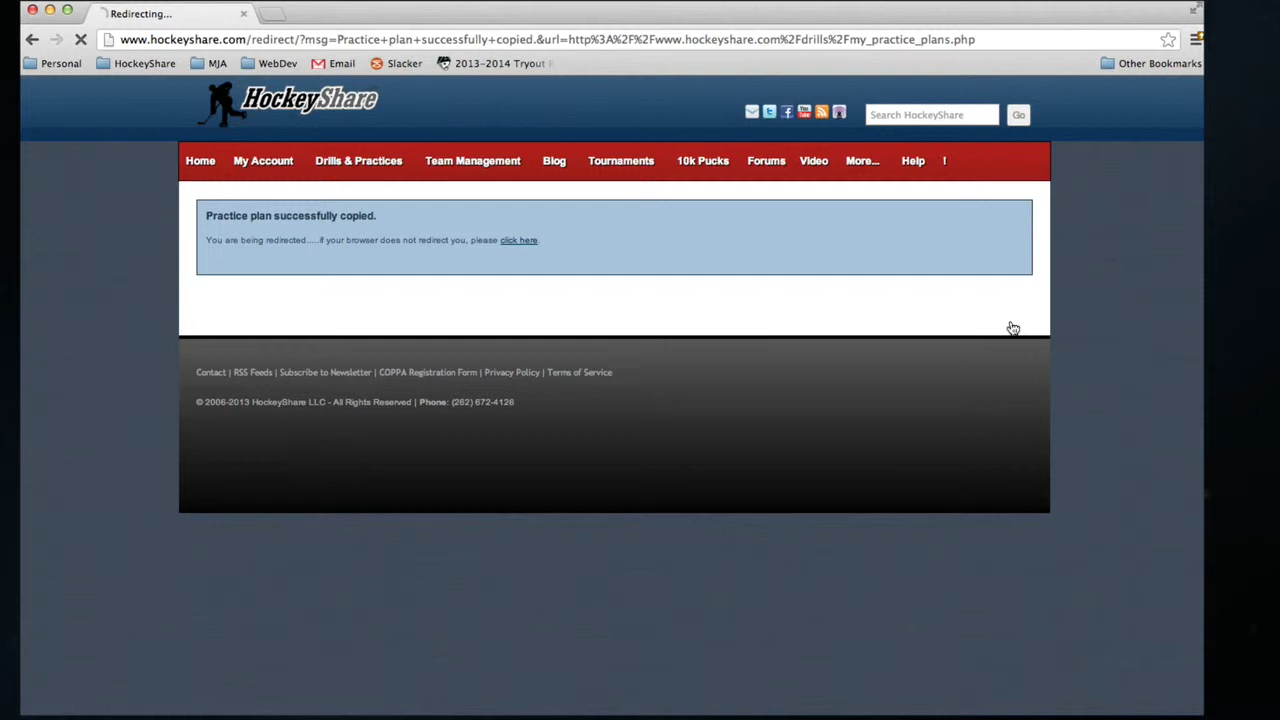 Redirecting...
www.hockeyshare.com/redirect/?msg=Practice+plan+successfully+copied.&url=http%3A%2F%2Fwww.hockeyshare.com%2Fdrills%2Fmy_practice_plans.php
Personal HockeyShare MJA WebDev Email Slacker 2013-2014 Tryout Other Bookmarks
HockeyShare
Search HockeyShare Go
Home My Account Drills & Practices Team Management Blog Tournaments 10k Pucks Forums Video More... Help !
Practice plan successfully copied.
You are being redirected.....if your browser does not redirect you, please click here.
Contact | RSS Feeds | Subscribe to Newsletter | COPPA Registration Form | Privacy Policy | Terms of Service
© 2006-2013 HockeyShare LLC - All Rights Reserved | Phone: (262) 672-4126